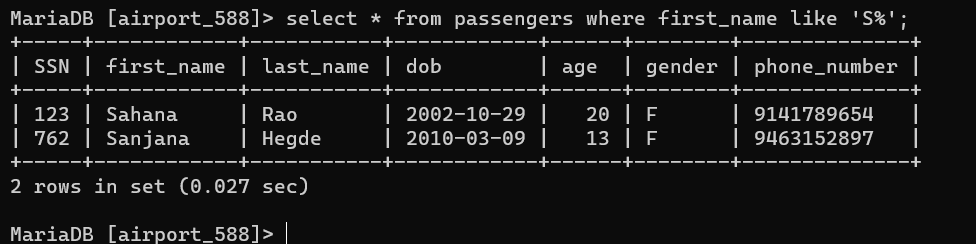 MariaDB [airport_588]> select * from passengers where first_name like 'S%';
+-----+------------+-----------+------------+------+--------+--------------+
| SSN | first_name | last_name | dob        | age  | gender | phone_number |
+-----+------------+-----------+------------+------+--------+--------------+
| 123 | Sahana     | Rao       | 2002-10-29 |   20 | F      | 9141789654   |
| 762 | Sanjana    | Hegde     | 2010-03-09 |   13 | F      | 9463152897   |
+-----+------------+-----------+------------+------+--------+--------------+
2 rows in set (0.027 sec)
MariaDB [airport_588]>